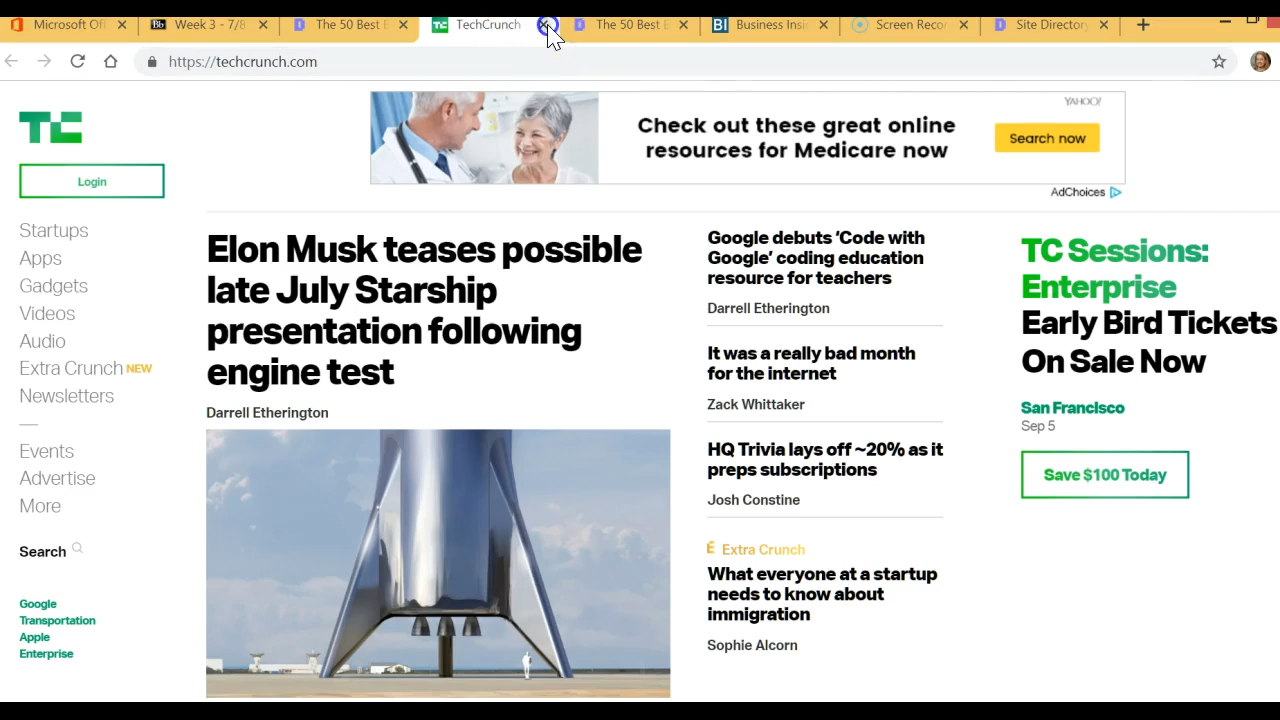 Microsoft Off
Bb
Week 3 - 7/8
The 50 Best B
TC
TechCrunch
The 50 Best B
BI
Business Insi
Screen Reco
Site Directory
https://techcrunch.com
TC
Login
Startups
Apps
Gadgets
Videos
Audio
Extra Crunch NEW
Newsletters
Events
Advertise
More
Search
Google
Transportation
Apple
Enterprise
YAHOO!
Check out these great online
resources for Medicare now
Search now
AdChoices
Elon Musk teases possible
late July Starship
presentation following
engine test
Darrell Etherington
Google debuts ‘Code with
Google’ coding education
resource for teachers
Darrell Etherington
It was a really bad month
for the internet
Zack Whittaker
HQ Trivia lays off ~20% as it
preps subscriptions
Josh Constine
Extra Crunch
What everyone at a startup
needs to know about
immigration
Sophie Alcorn
TC Sessions:
Enterprise
Early Bird Tickets
On Sale Now
San Francisco
Sep 5
Save $100 Today